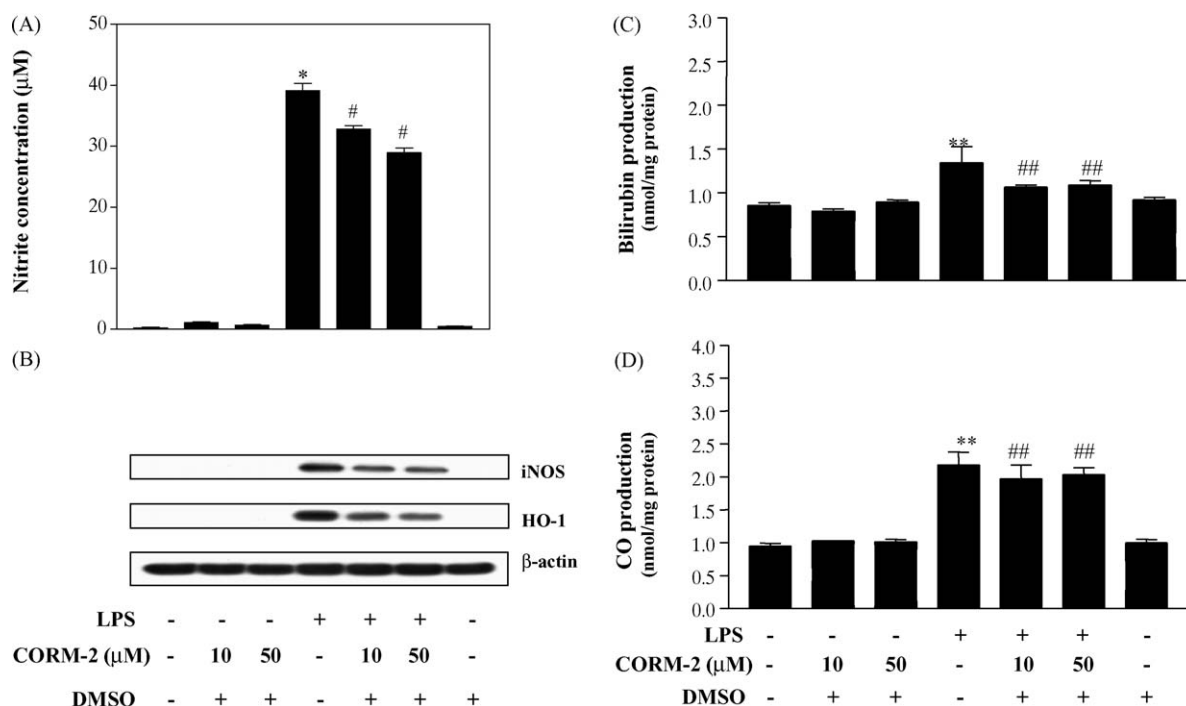 (A)
Nitrite concentration (μM)
50
40
30
20
10
0
*
#
#
(B)
iNOS
HO-1
β-actin
LPS - - - + + + -
CORM-2 (μM) - 10 50 - 10 50 -
DMSO - + + - + + +
(C)
Bilirubin production
(nmol/mg protein)
3.0
2.5
2.0
1.5
1.0
0.5
0.0
**
##
##
(D)
CO production
(nmol/mg protein)
4.0
3.5
3.0
2.5
2.0
1.5
1.0
0.5
0.0
**
##
##
LPS - - - + + + -
CORM-2 (μM) - 10 50 - 10 50 -
DMSO - + + - + + +